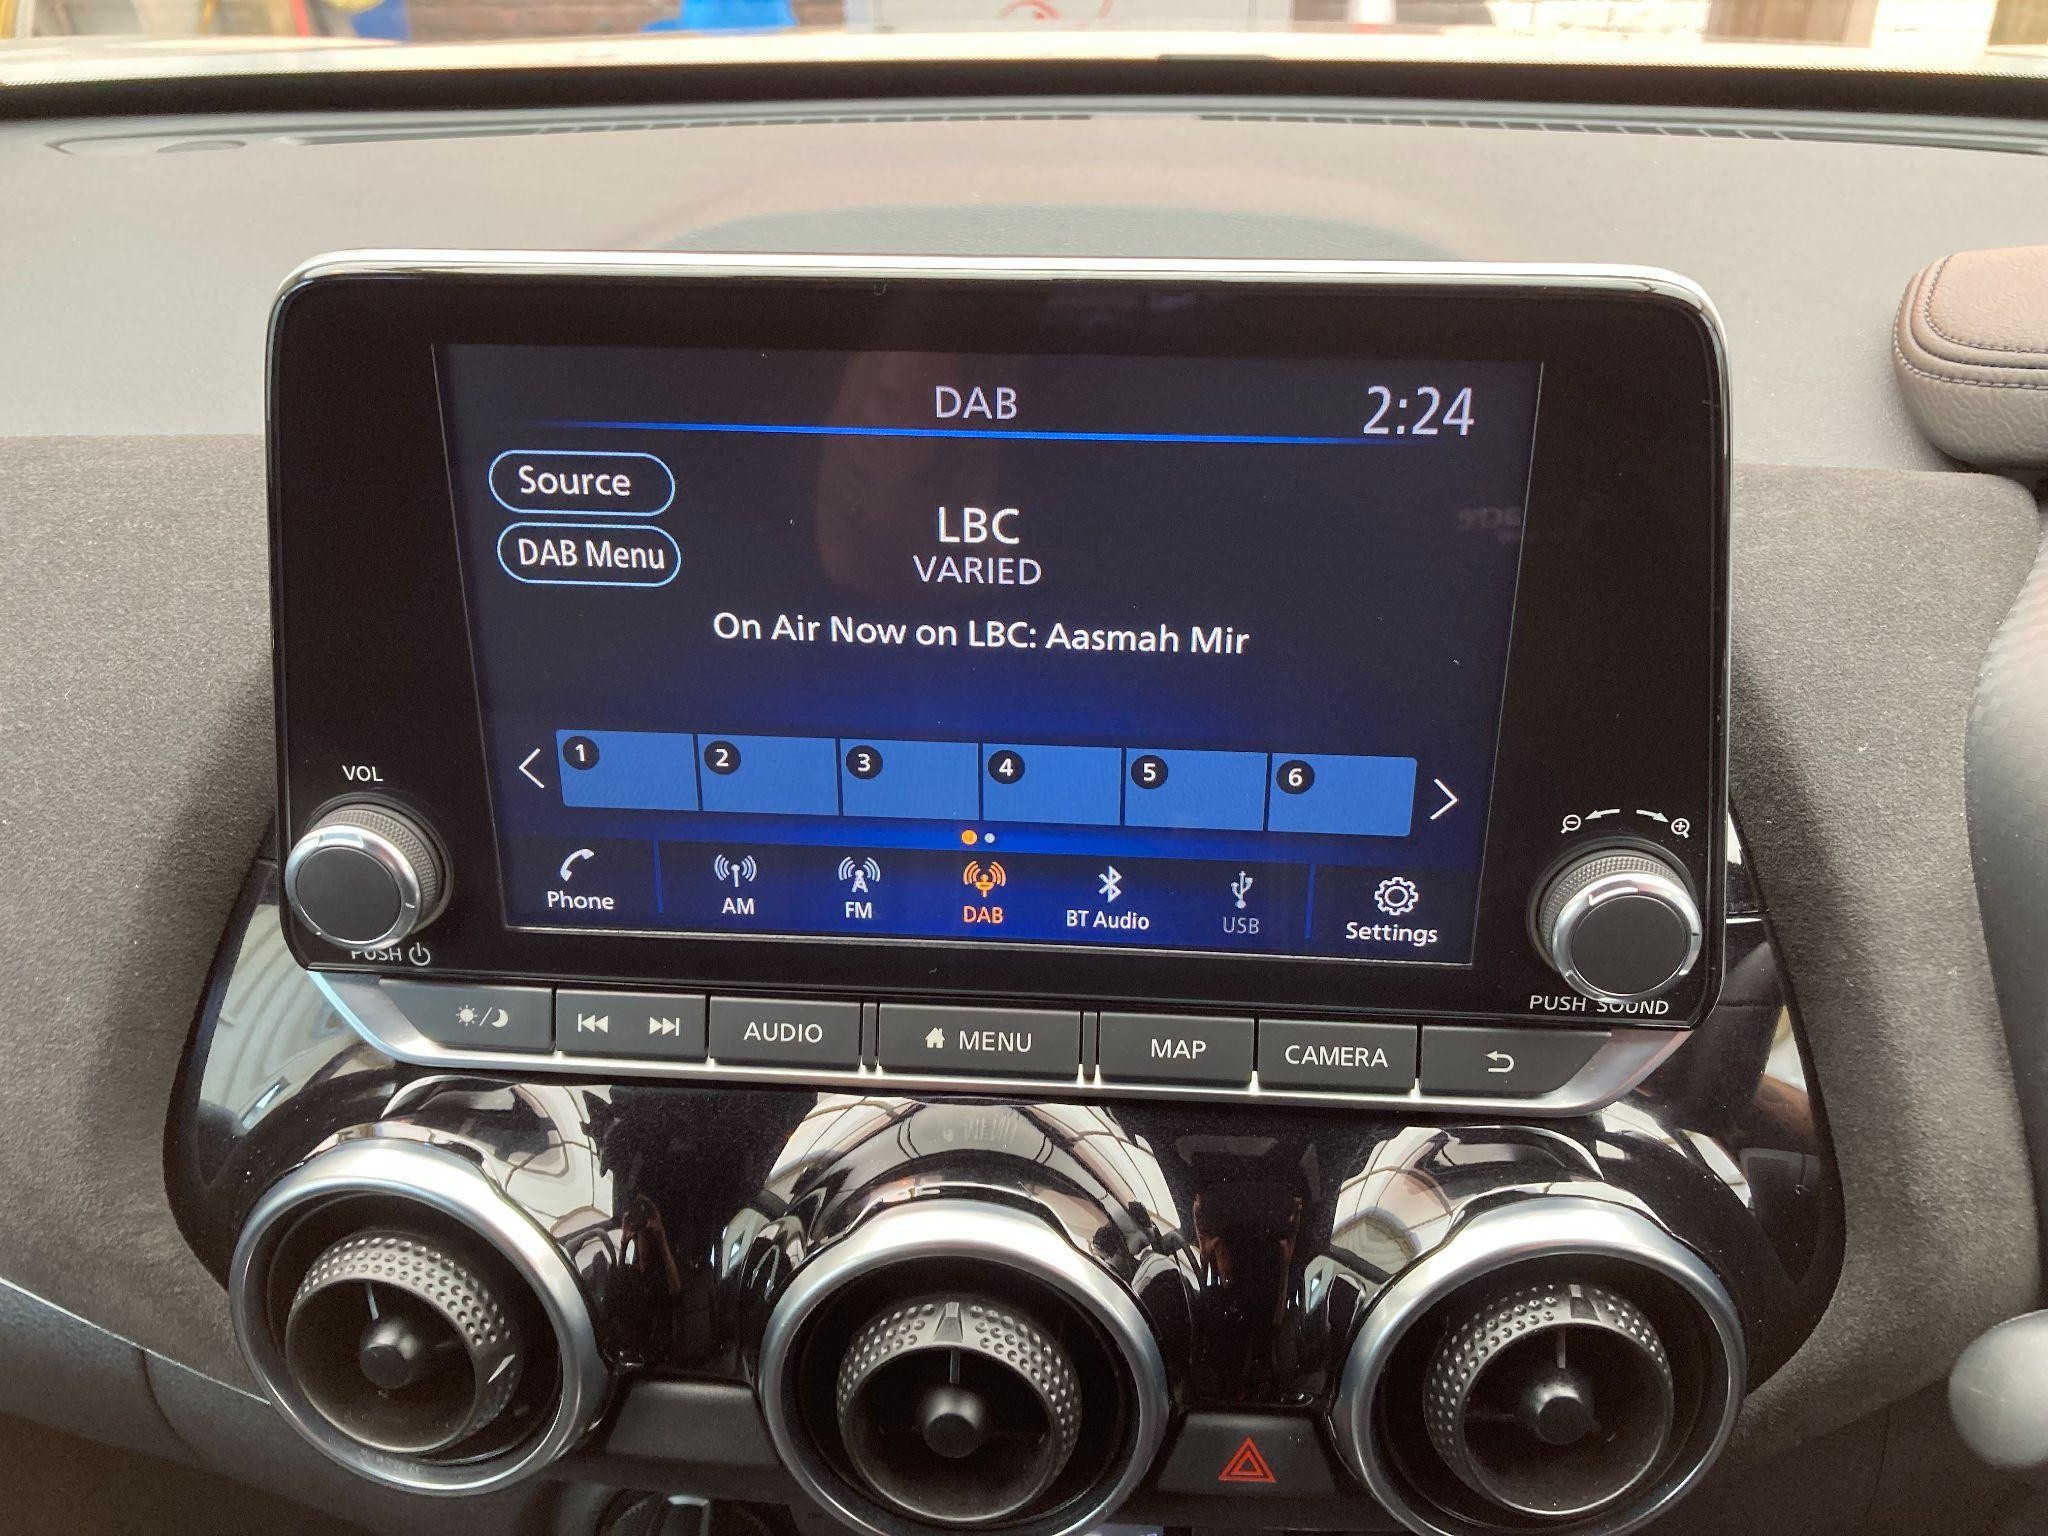 DAB
2:24
Source
LBC
DAB Menu
VARIED
On Air Now on LBC: Aasmah Mir
1 2 3 4 5 6
VOL
Phone
AM
FM
DAB
BT Audio
USB
Settings
PUSH
PUSH SOUND
AUDIO
MENU
MAP
CAMERA